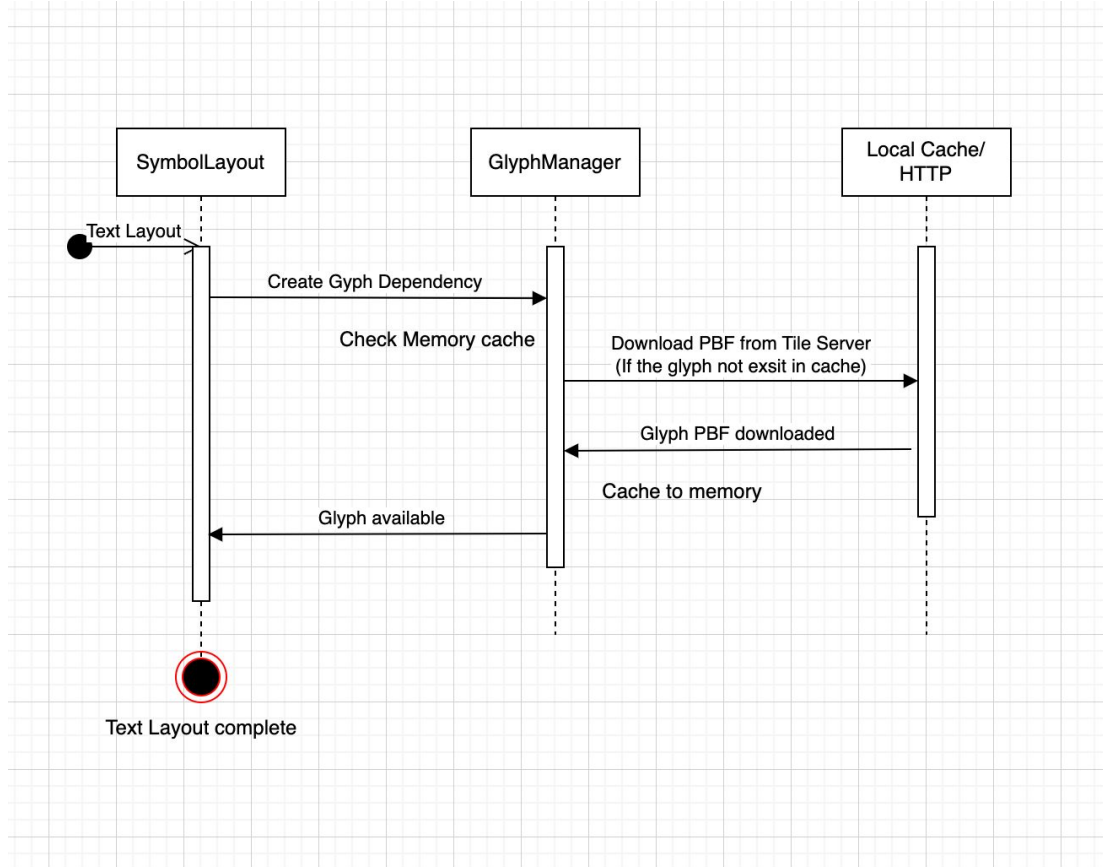 SymbolLayout
GlyphManager
Local Cache/
HTTP
Text Layout
Create Gyph Dependency
Check Memory cache
Download PBF from Tile Server
(If the glyph not exsit in cache)
Glyph PBF downloaded
Cache to memory
Glyph available
Text Layout complete